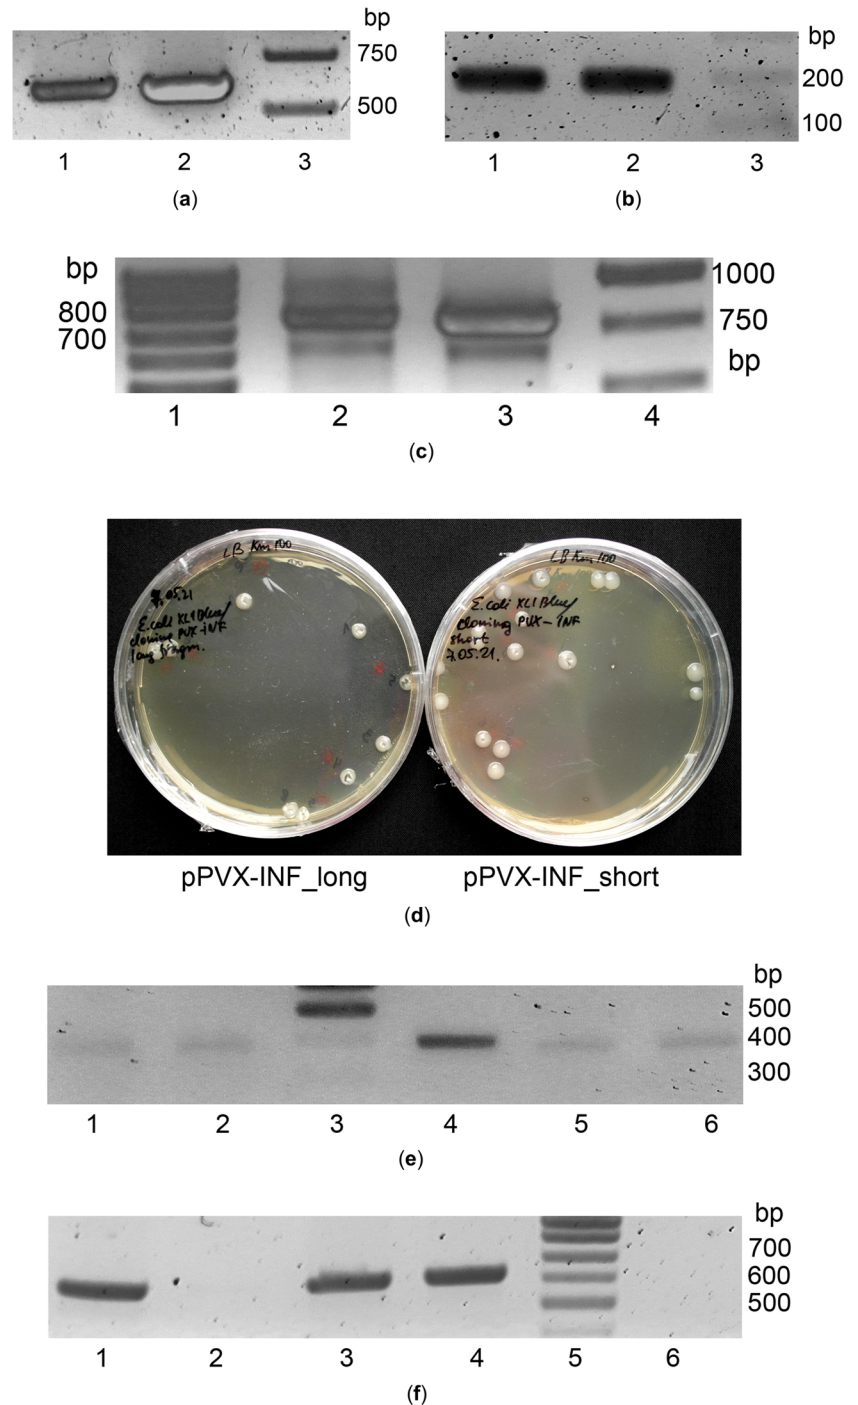 bp
750
500
1 2 3
(a)
bp
200
100
1 2 3
(b)
bp
800
700
1000
750
bp
1 2 3 4
(c)
LB Km 100
7.05.21
E.coli XL1 Blue/
cloning PVX-INF
long fragm.
LB Km 100
E.coli XL1 Blue/
cloning PVX-INF
short
7.05.21.
pPVX-INF_long
pPVX-INF_short
(d)
bp
500
400
300
1 2 3 4 5 6
(e)
bp
700
600
500
1 2 3 4 5 6
(f)